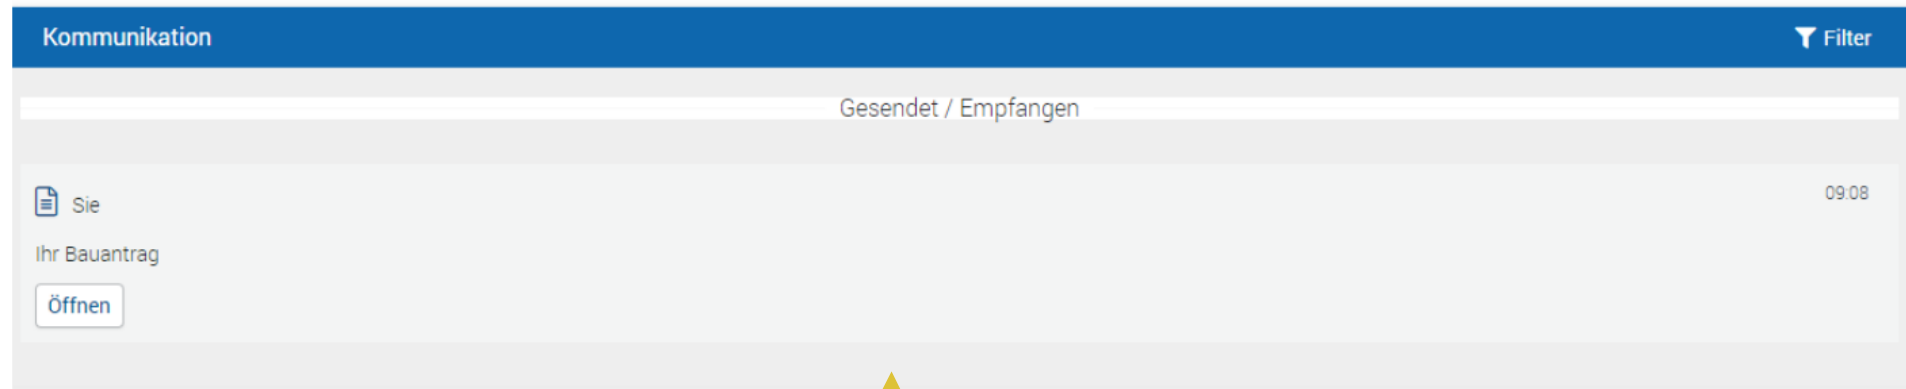 Kommunikation Filter
Gesendet / Empfangen
Sie 09:08
Ihr Bauantrag
Öffnen